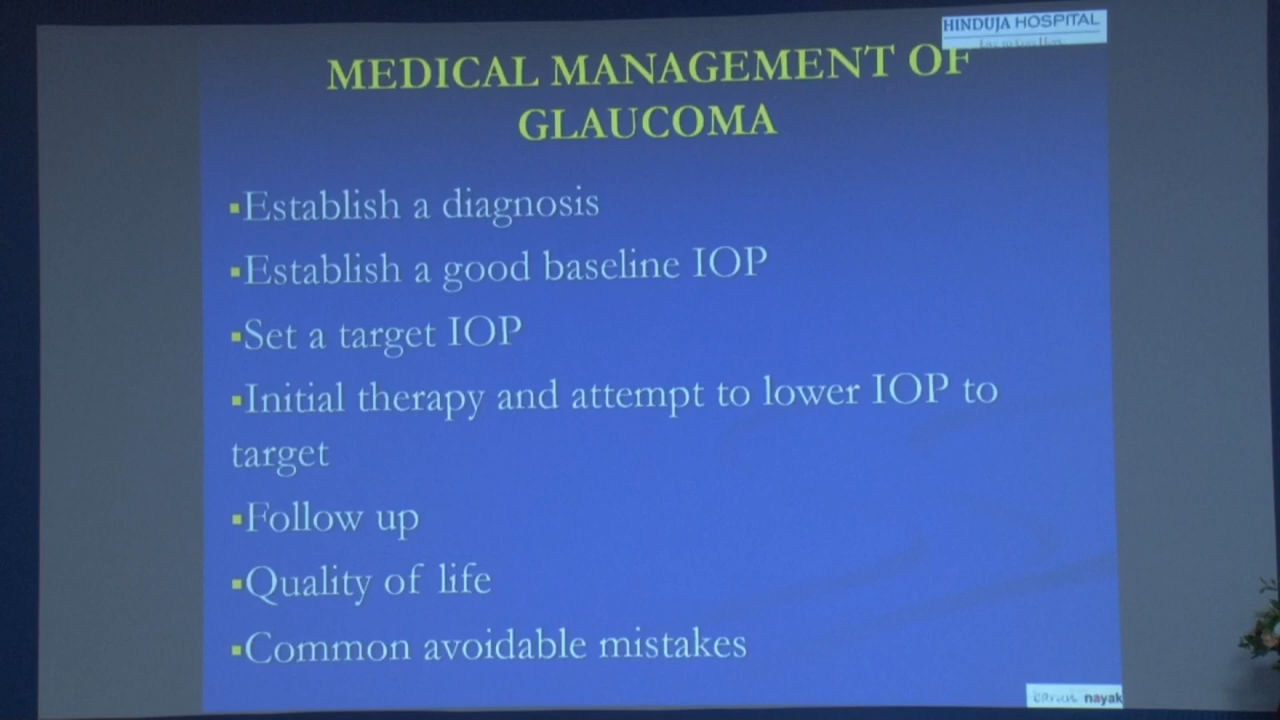 HINDUJA HOSPITAL
MEDICAL MANAGEMENT OF
GLAUCOMA
▪Establish a diagnosis
▪Establish a good baseline IOP
▪Set a target IOP
▪Initial therapy and attempt to lower IOP to
target
▪Follow up
▪Quality of life
▪Common avoidable mistakes
nayak